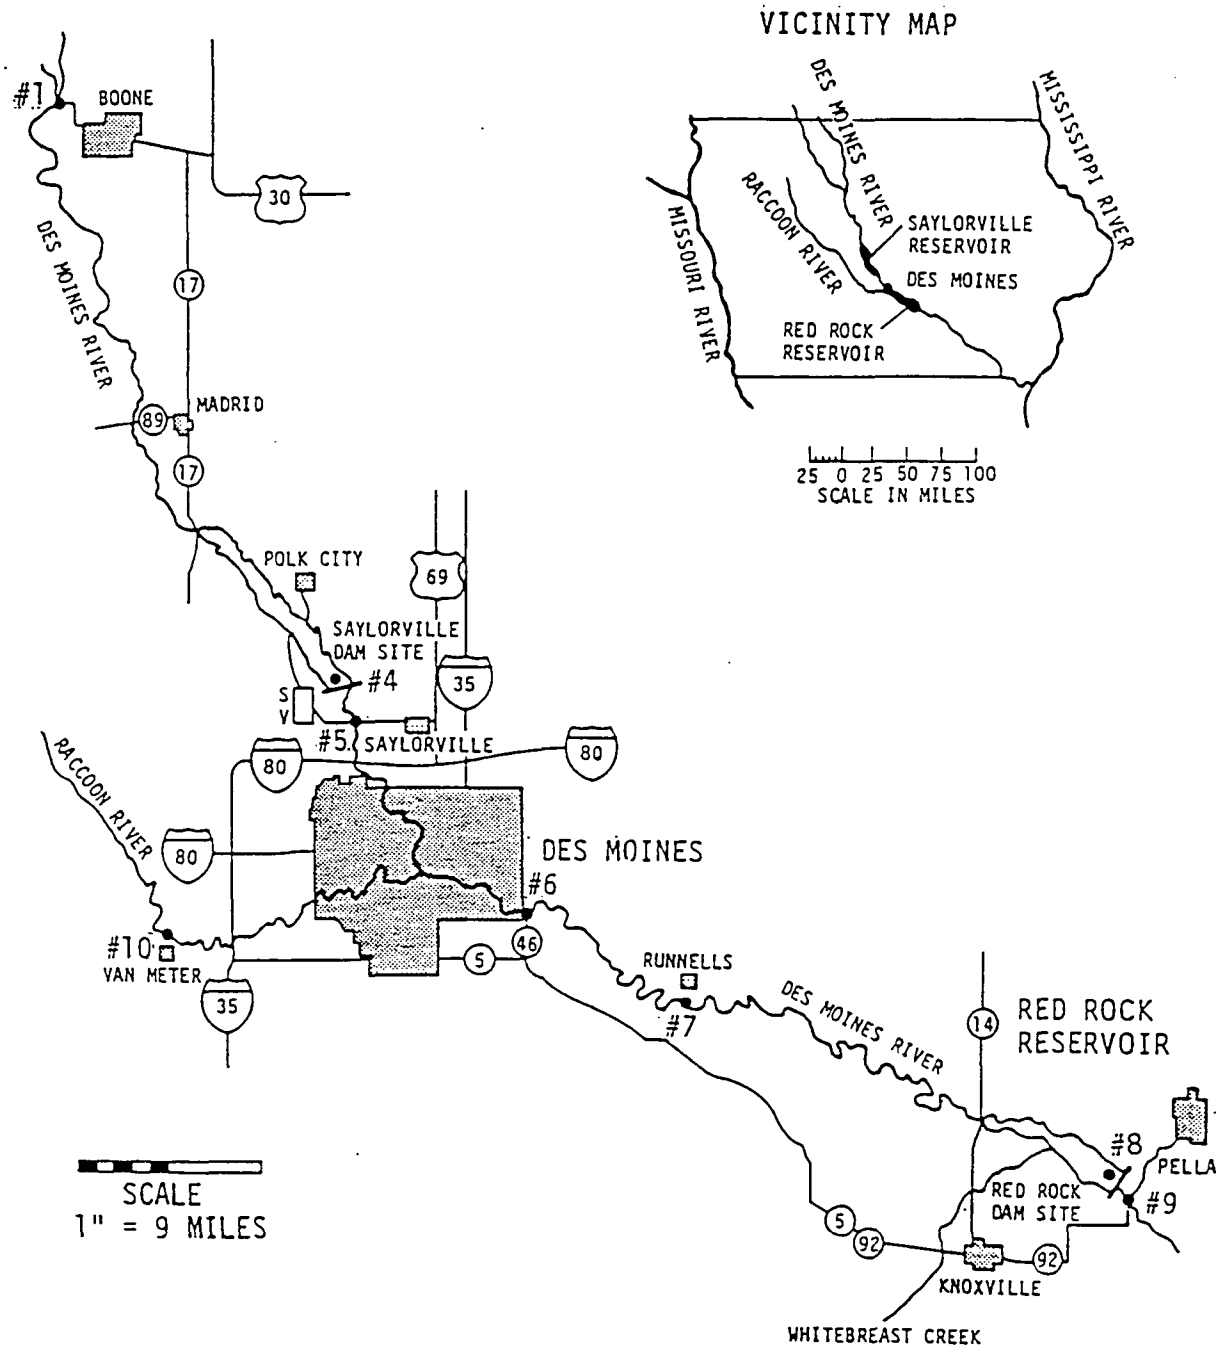 VICINITY MAP
#1
BOONE
30
DES MOINES RIVER
17
MADRID
89
17
POLK CITY
69
SAYLORVILLE
DAM SITE
#4
35
S
V
#5
SAYLORVILLE
80
80
RACCOON RIVER
80
DES MOINES
#6
#10
VAN METER
35
46
5
RUNNELLS
#7
DES MOINES RIVER
14
RED ROCK
RESERVOIR
#8
PELLA
RED ROCK
DAM SITE
#9
5
92
92
KNOXVILLE
WHITEBREAST CREEK
SCALE
1" = 9 MILES
DES MOINES RIVER
MISSISSIPPI RIVER
RACCOON RIVER
MISSOURI RIVER
SAYLORVILLE
RESERVOIR
DES MOINES
RED ROCK
RESERVOIR
25 0 25 50 75 100
SCALE IN MILES